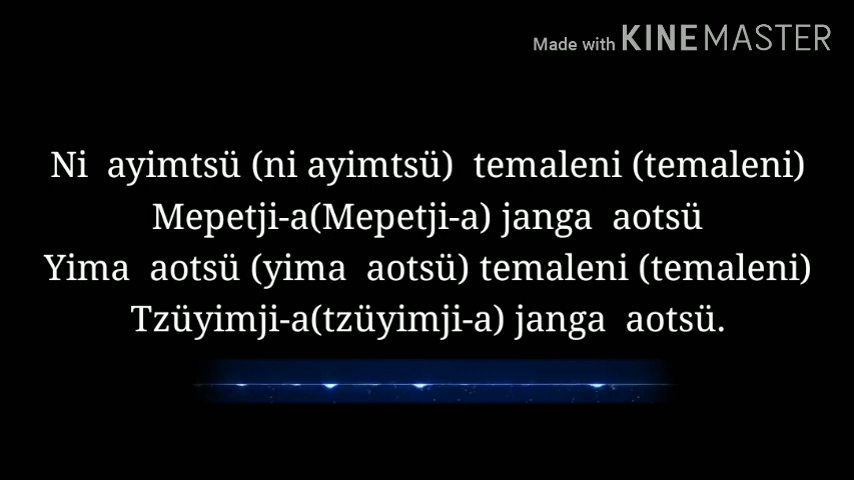 Made with KINEMASTER
Ni ayimtsü (ni ayimtsü) temaleni (temaleni)
Mepetji-a(Mepetji-a) janga aotsü
Yima aotsü (yima aotsü) temaleni (temaleni)
Tzüyimji-a(tzüyimji-a) janga aotsü.